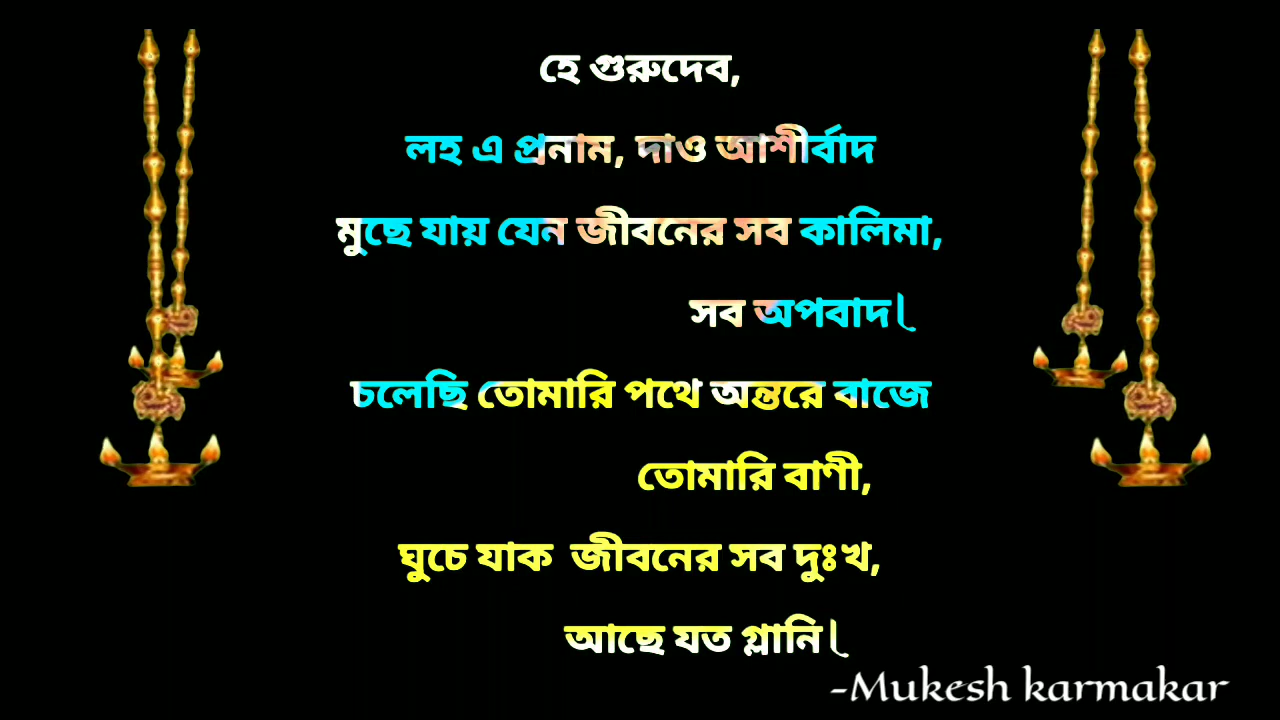 হে গুরুদেব,
লহ এ প্রনাম, দাও আশীর্বাদ
মুছে যায় যেন জীবনের সব কালিমা,
সব অপবাদ।
চলেছি তোমারি পথে অন্তরে বাজে
তোমারি বাণী,
ঘুচে যাক জীবনের সব দুঃখ,
আছে যত গ্লানি।
-Mukesh karmakar